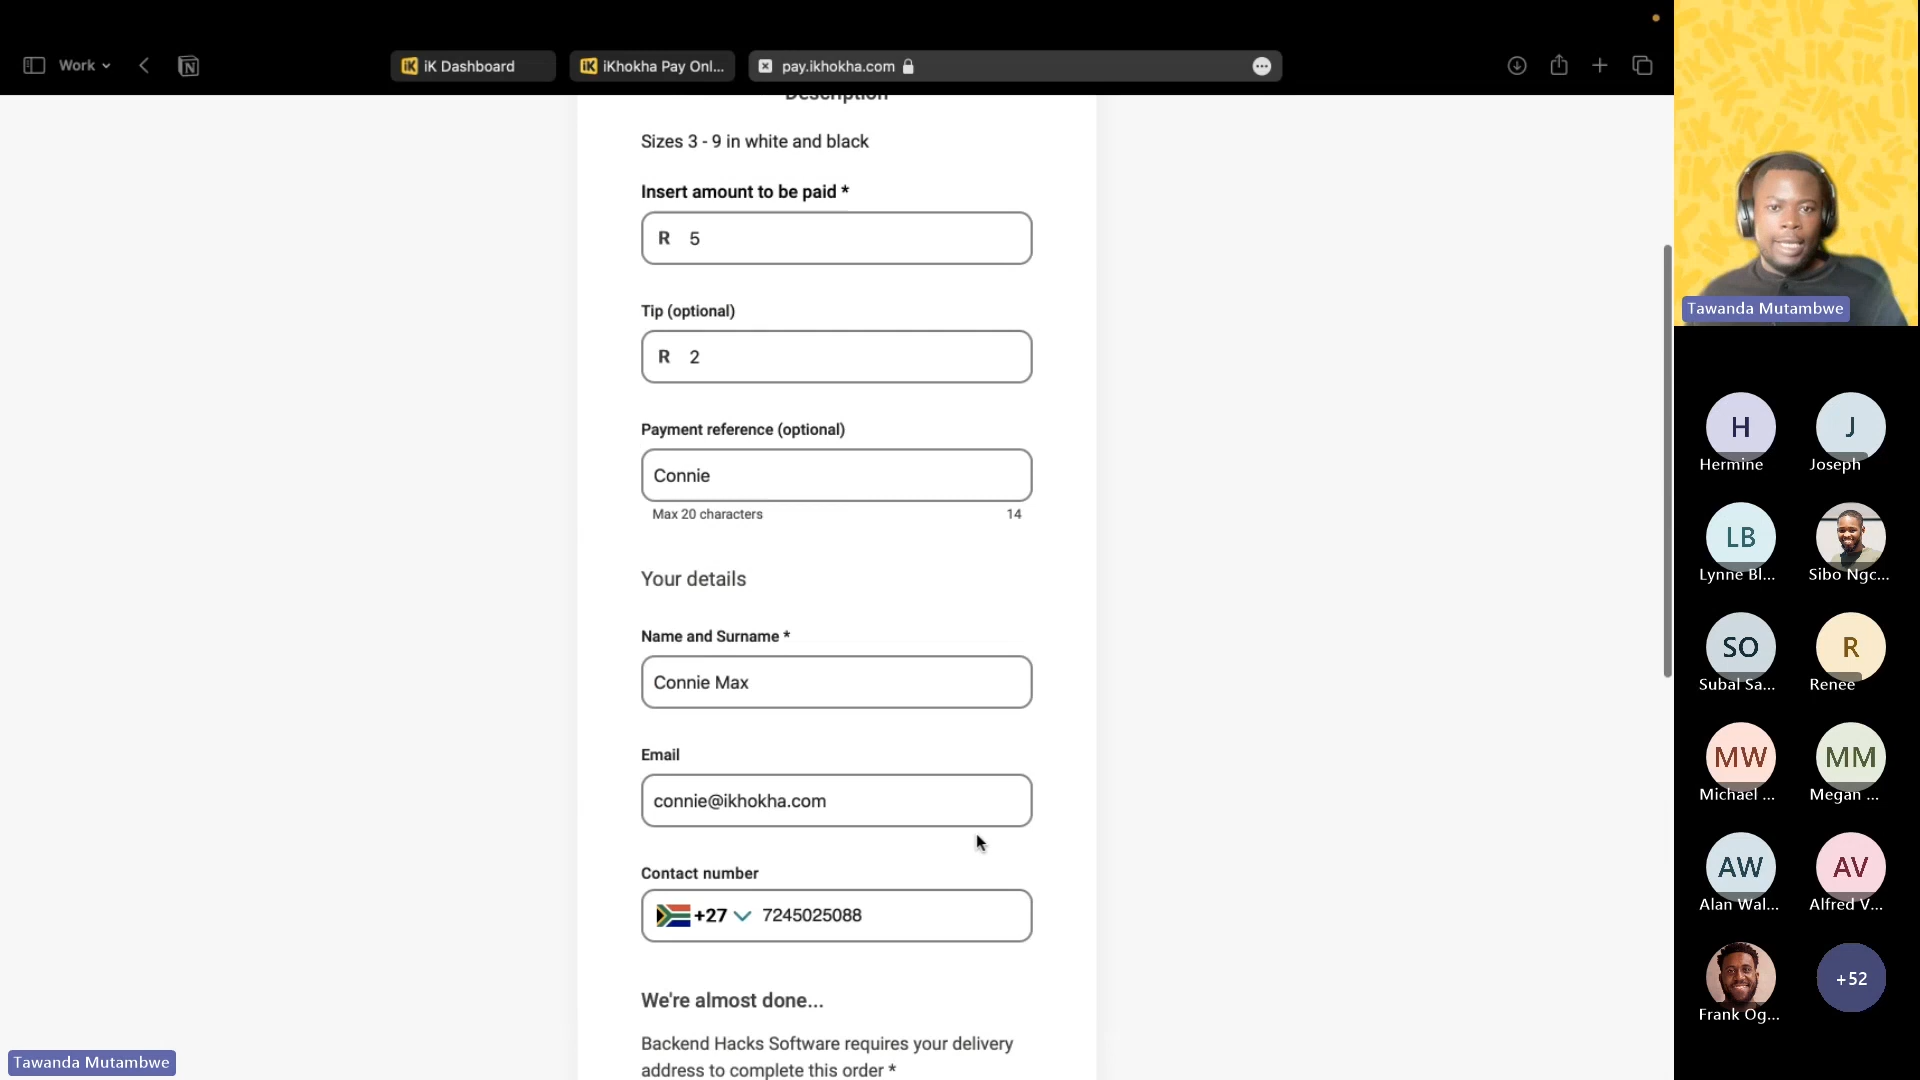 Work
iK Dashboard
iKhokha Pay Onl...
pay.ikhokha.com
Description
Sizes 3 - 9 in white and black
Insert amount to be paid *
R 5
Tip (optional)
R 2
Payment reference (optional)
Connie
Max 20 characters 14
Your details
Name and Surname *
Connie Max
Email
connie@ikhokha.com
Contact number
+27 7245025088
We're almost done...
Backend Hacks Software requires your delivery
address to complete this order *
Tawanda Mutambwe
Tawanda Mutambwe
H J
Hermine Joseph
LB
Lynne Bl... Sibo Ngc...
SO R
Subal Sa... Renee
MW MM
Michael ... Megan ...
AW AV
Alan Wal... Alfred V...
+52
Frank Og...